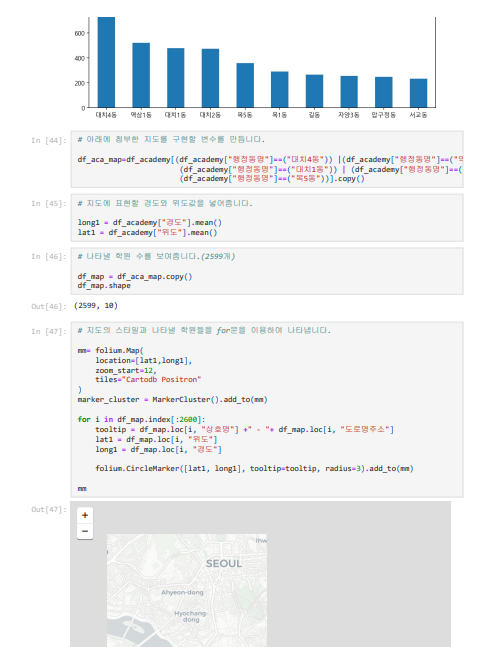 600
400
200
0
대치4동 역삼1동 대치1동 대치2동 목5동 목1동 길동 자양3동 압구정동 서교동
In [44]: # 아래에 첨부한 지도를 구현할 변수를 만듭니다.
df_aca_map=df_academy[(df_academy["행정동명"]==("대치4동")) |(df_academy["행정동명"]==("역
(df_academy["행정동명"]==("대치1동")) | (df_academy["행정동명"]==(
(df_academy["행정동명"]==("목5동"))].copy()
In [45]: # 지도에 표현할 경도와 위도값을 넣어줍니다.
long1 = df_academy["경도"].mean()
lat1 = df_academy["위도"].mean()
In [46]: # 나타낼 학원 수를 보여줍니다.(2599개)
df_map = df_aca_map.copy()
df_map.shape
Out[46]: (2599, 10)
In [47]: # 지도의 스타일과 나타낼 학원들을 for문을 이용하여 나타냅니다.
mm= folium.Map(
location=[lat1,long1],
zoom_start=12,
tiles="Cartodb Positron"
)
marker_cluster = MarkerCluster().add_to(mm)
for i in df_map.index[:2600]:
tooltip = df_map.loc[i, "상호명"] +" - "+ df_map.loc[i, "도로명주소"]
lat1 = df_map.loc[i, "위도"]
long1 = df_map.loc[i, "경도"]
folium.CircleMarker([lat1, long1], tooltip=tooltip, radius=3).add_to(mm)
mm
Out[47]:
+
−
SEOUL
Ahyeon-dong
Hyochang-
dong